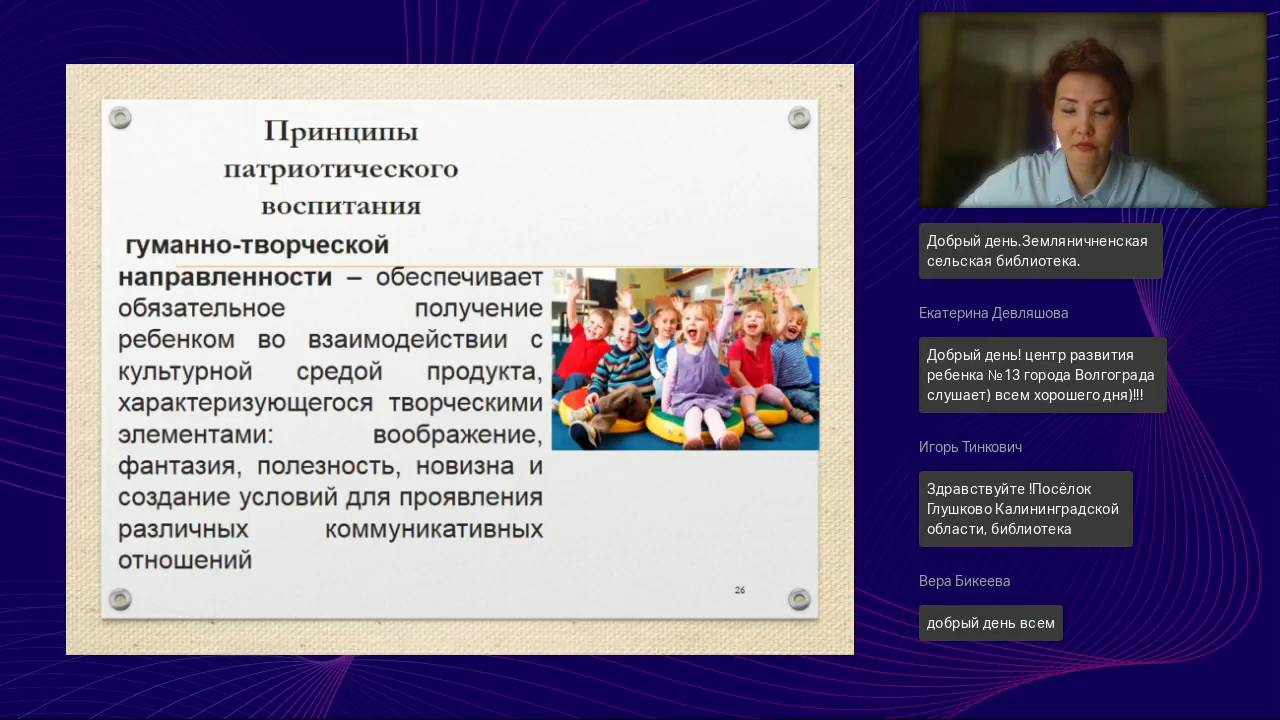 Принципы
патриотического
воспитания
гуманно-творческой
направленности – обеспечивает
обязательное получение
ребенком во взаимодействии с
культурной средой продукта,
характеризующегося творческими
элементами: воображение,
фантазия, полезность, новизна и
создание условий для проявления
различных коммуникативных
отношений
26
Добрый день.Земляничненская
сельская библиотека.
Екатерина Девляшова
Добрый день! центр развития
ребенка №13 города Волгограда
слушает) всем хорошего дня)!!!
Игорь Тинкович
Здравствуйте !Посёлок
Глушково Калининградской
области, библиотека
Вера Бикеева
добрый день всем